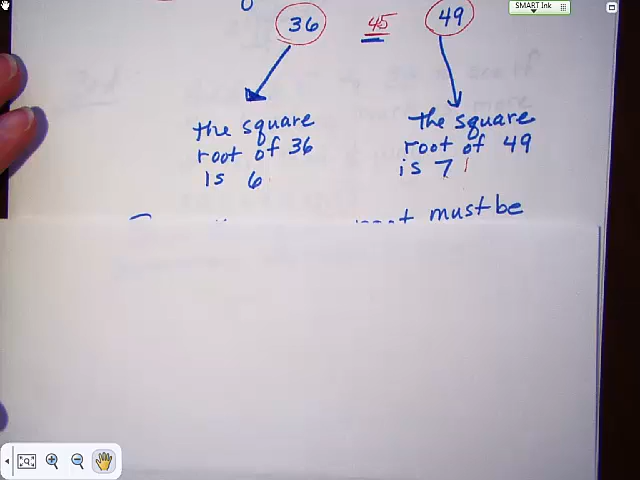 SMART Ink
36 45 49
the square
root of 36
is 6
the square
root of 49
is 7
must be